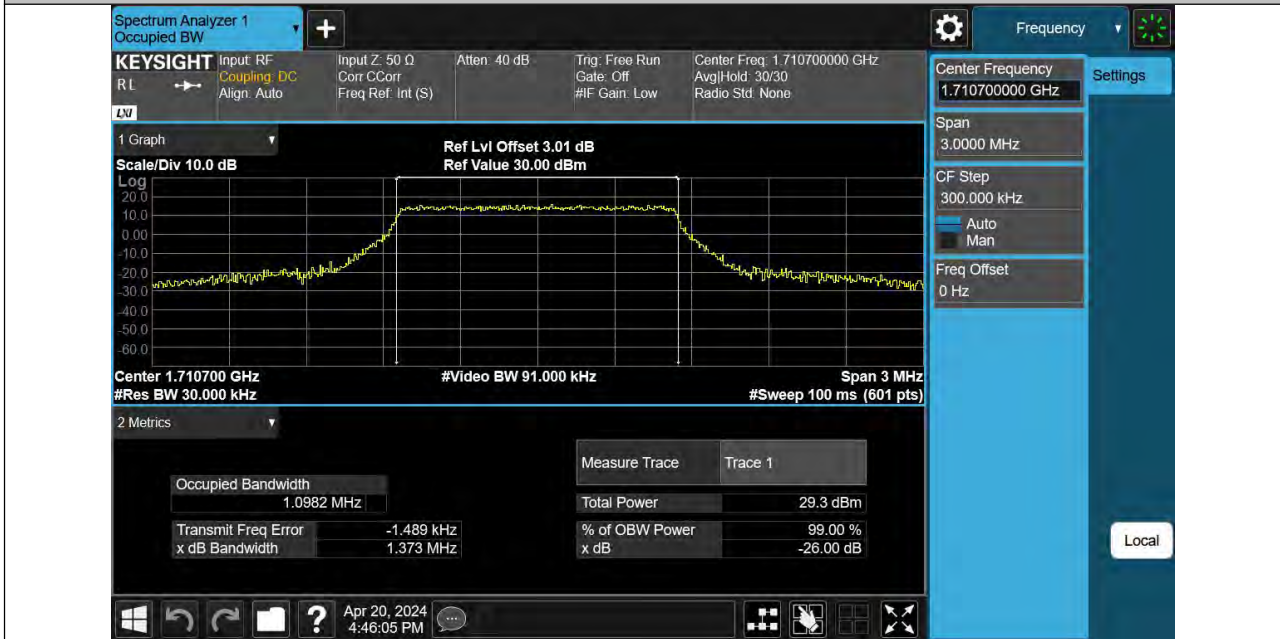 Spectrum Analyzer 1
Occupied BW
+
Frequency
KEYSIGHT
RL
LXI
Input: RF
Coupling: DC
Align: Auto
Input Z: 50 Ω
Corr CCorr
Freq Ref: Int (S)
Atten: 40 dB
Trig: Free Run
Gate: Off
#IF Gain: Low
Center Freq: 1.710700000 GHz
Avg|Hold: 30/30
Radio Std: None
Center Frequency
1.710700000 GHz
Settings
Span
3.0000 MHz
CF Step
300.000 kHz
Auto
Man
Freq Offset
0 Hz
Local
1 Graph
Scale/Div 10.0 dB
Ref Lvl Offset 3.01 dB
Ref Value 30.00 dBm
Log
20.0
10.0
0.00
-10.0
-20.0
-30.0
-40.0
-50.0
-60.0
Center 1.710700 GHz
#Res BW 30.000 kHz
#Video BW 91.000 kHz
Span 3 MHz
#Sweep 100 ms (601 pts)
2 Metrics
Measure Trace Trace 1
Occupied Bandwidth
1.0982 MHz
Total Power 29.3 dBm
Transmit Freq Error -1.489 kHz
x dB Bandwidth 1.373 MHz
% of OBW Power 99.00 %
x dB -26.00 dB
?
Apr 20, 2024
4:46:05 PM